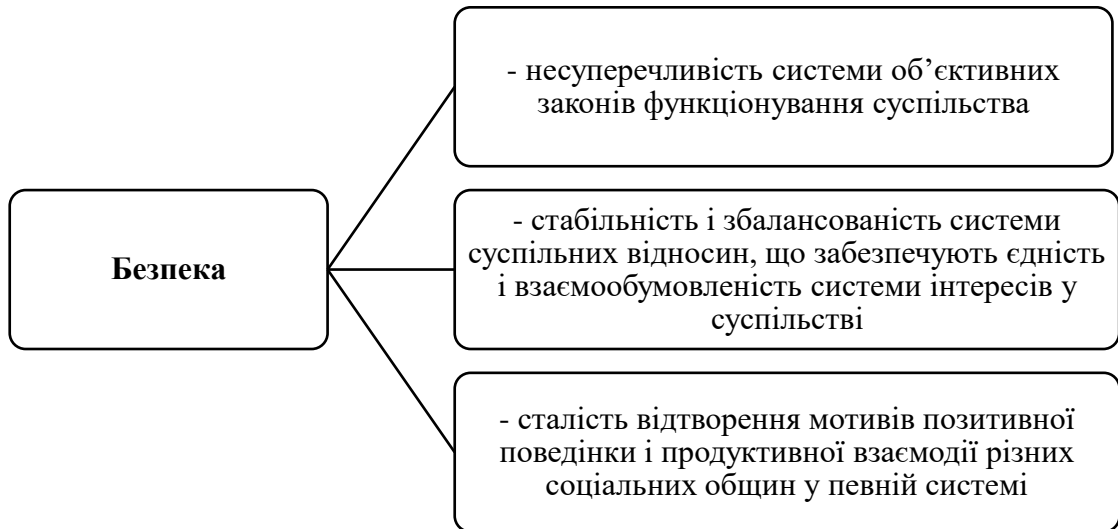 - несуперечливість системи об’єктивних
законів функціонування суспільства
Безпека
- стабільність і збалансованість системи
суспільних відносин, що забезпечують єдність
і взаємообумовленість системи інтересів у
суспільстві
- сталість відтворення мотивів позитивної
поведінки і продуктивної взаємодії різних
соціальних общин у певній системі